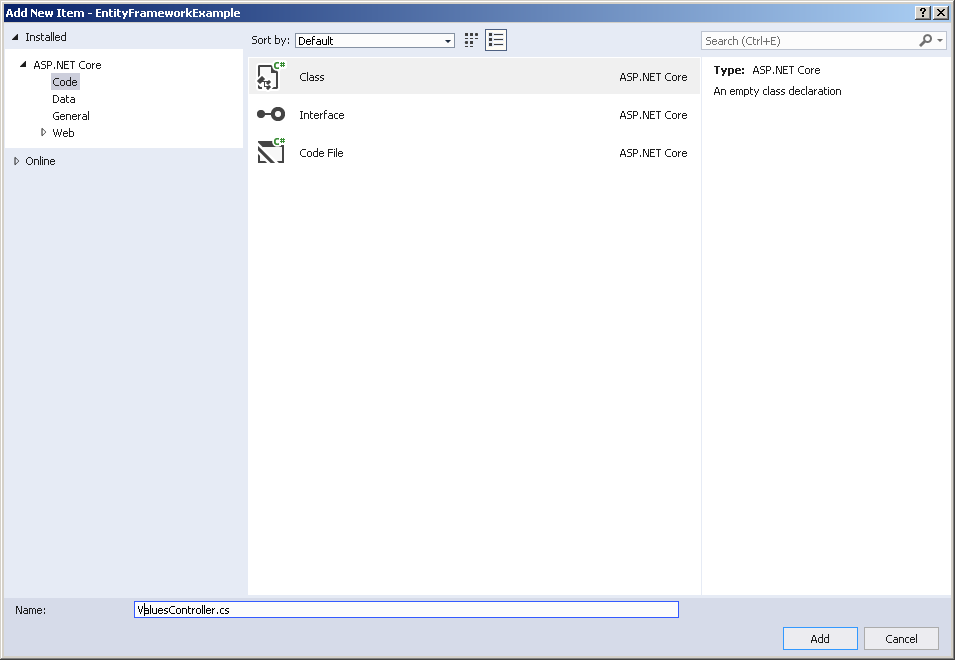 Add New Item - EntityFrameworkExample
Installed
ASP.NET Core
Code
Data
General
Web
Online
Sort by: Default
C# Class ASP.NET Core
Interface ASP.NET Core
C# Code File ASP.NET Core
Search (Ctrl+E)
Type: ASP.NET Core
An empty class declaration
Name: ValuesController.cs
Add Cancel